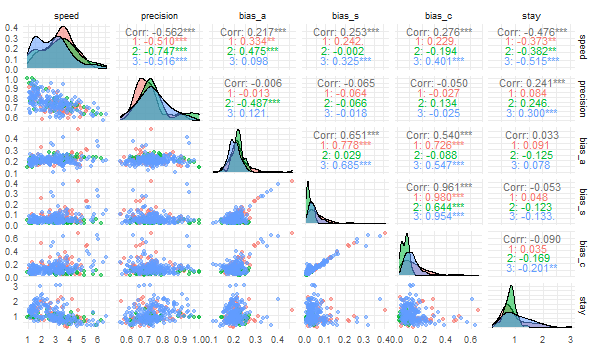 speed precision bias_a bias_s bias_c stay
0.4 0.3 0.2 0.1 0.0
Corr: -0.562*** Corr: 0.217*** Corr: 0.253*** Corr: 0.276*** Corr: -0.476***
1: -0.510*** 1: 0.334** 1: 0.242. 1: 0.229. 1: -0.373**
2: -0.747*** 2: 0.475*** 2: -0.002 2: 0.194 2: -0.382**
3: -0.516*** 3: 0.098 3: 0.325*** 3: 0.401*** 3: -0.515***
speed
1.0 0.9 0.8 0.7 0.6
Corr: -0.006 Corr: -0.065 Corr: -0.050 Corr: 0.241***
1: -0.013 1: -0.064 1: -0.027 1: 0.084
2: -0.487*** 2: -0.066 2: 0.134 2: 0.246.
3: 0.121. 3: -0.018 3: -0.025 3: 0.300***
precision
0.5 0.4 0.3 0.2 0.1
Corr: 0.651*** Corr: 0.540*** Corr: 0.033
1: 0.778*** 1: 0.726*** 1: 0.091
2: 0.029 2: -0.088 2: -0.125
3: 0.685*** 3: 0.547*** 3: 0.078
bias_a
0.4 0.3 0.2 0.1 0.0
Corr: 0.961*** Corr: -0.053
1: 0.980*** 1: 0.048
2: 0.644*** 2: -0.123
3: 0.954*** 3: -0.133.
bias_s
0.6 0.4 0.2 0.0
Corr: -0.090
1: 0.035
2: -0.169
3: -0.201**
bias_c
3 2 1
stay
1 2 3 4 5 6 0.6 0.7 0.8 0.9 1.0 0.1 0.2 0.3 0.4 0.5 0.0 0.1 0.2 0.3 0.4 0.0 0.2 0.4 0.6 1 2 3